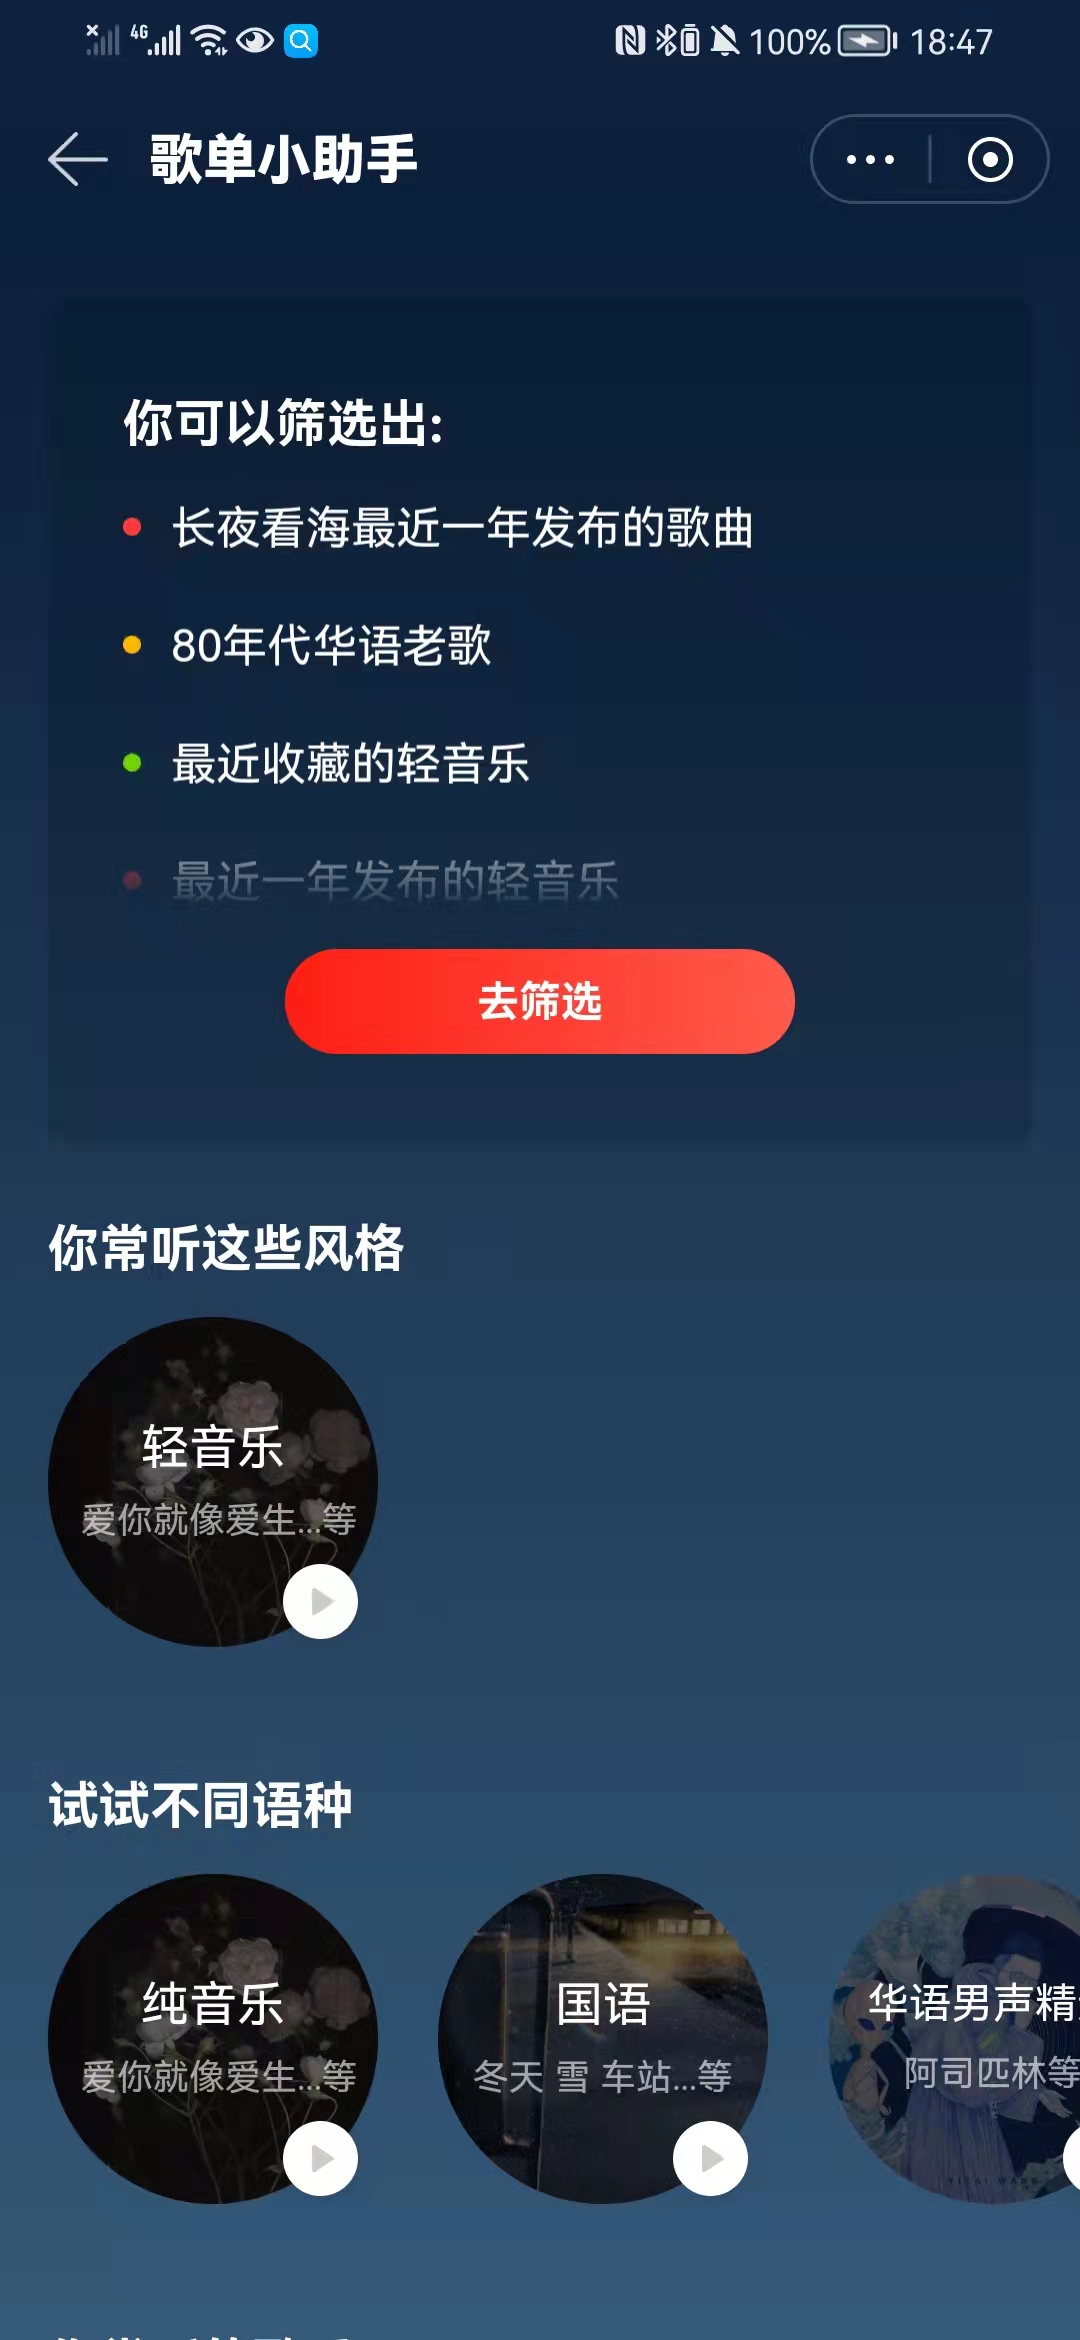 4G 100% 18:47
歌单小助手
你可以筛选出:
长夜看海最近一年发布的歌曲
80年代华语老歌
最近收藏的轻音乐
最近一年发布的轻音乐
去筛选
你常听这些风格
轻音乐
爱你就像爱生...等
试试不同语种
纯音乐
爱你就像爱生...等
国语
冬天 雪 车站...等
华语男声精
阿司匹林等
YITAI WANG